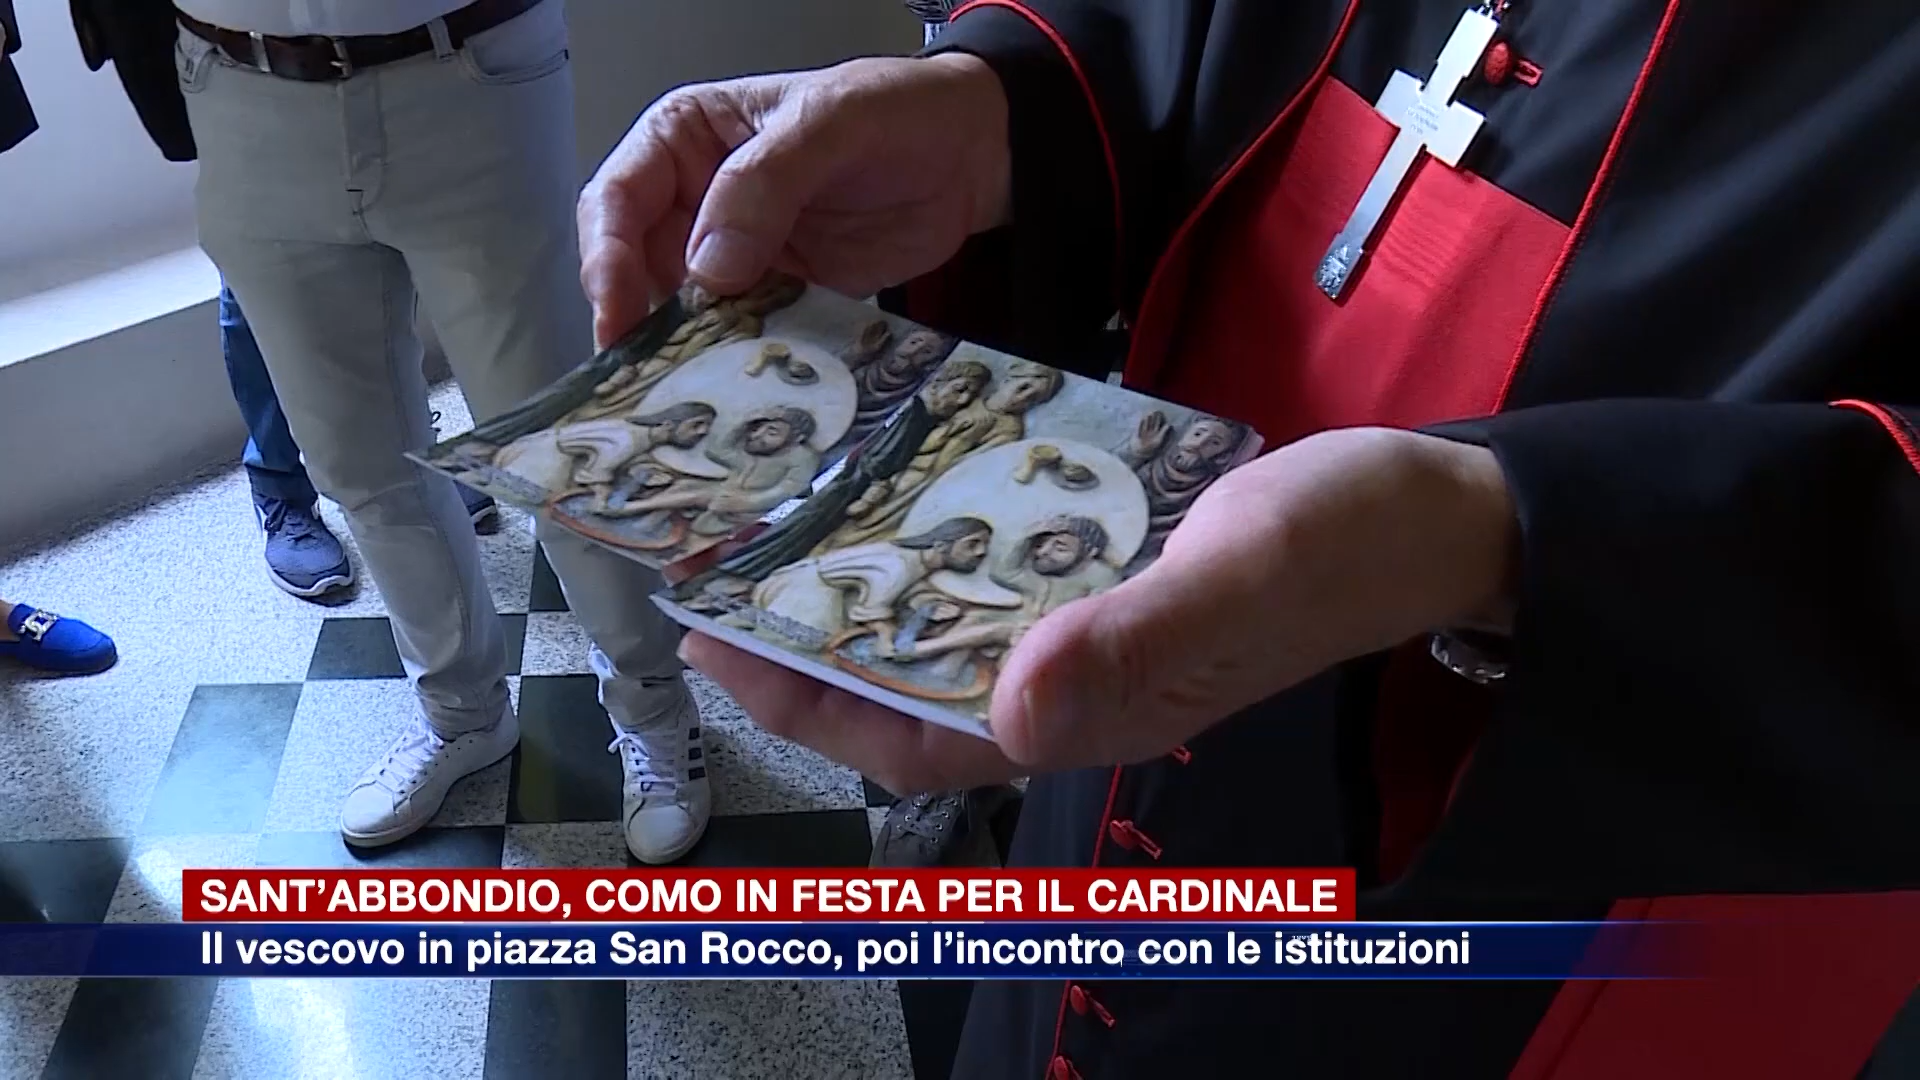 SANT’ABBONDIO, COMO IN FESTA PER IL CARDINALE
Il vescovo in piazza San Rocco, poi l’incontro con le istituzioni